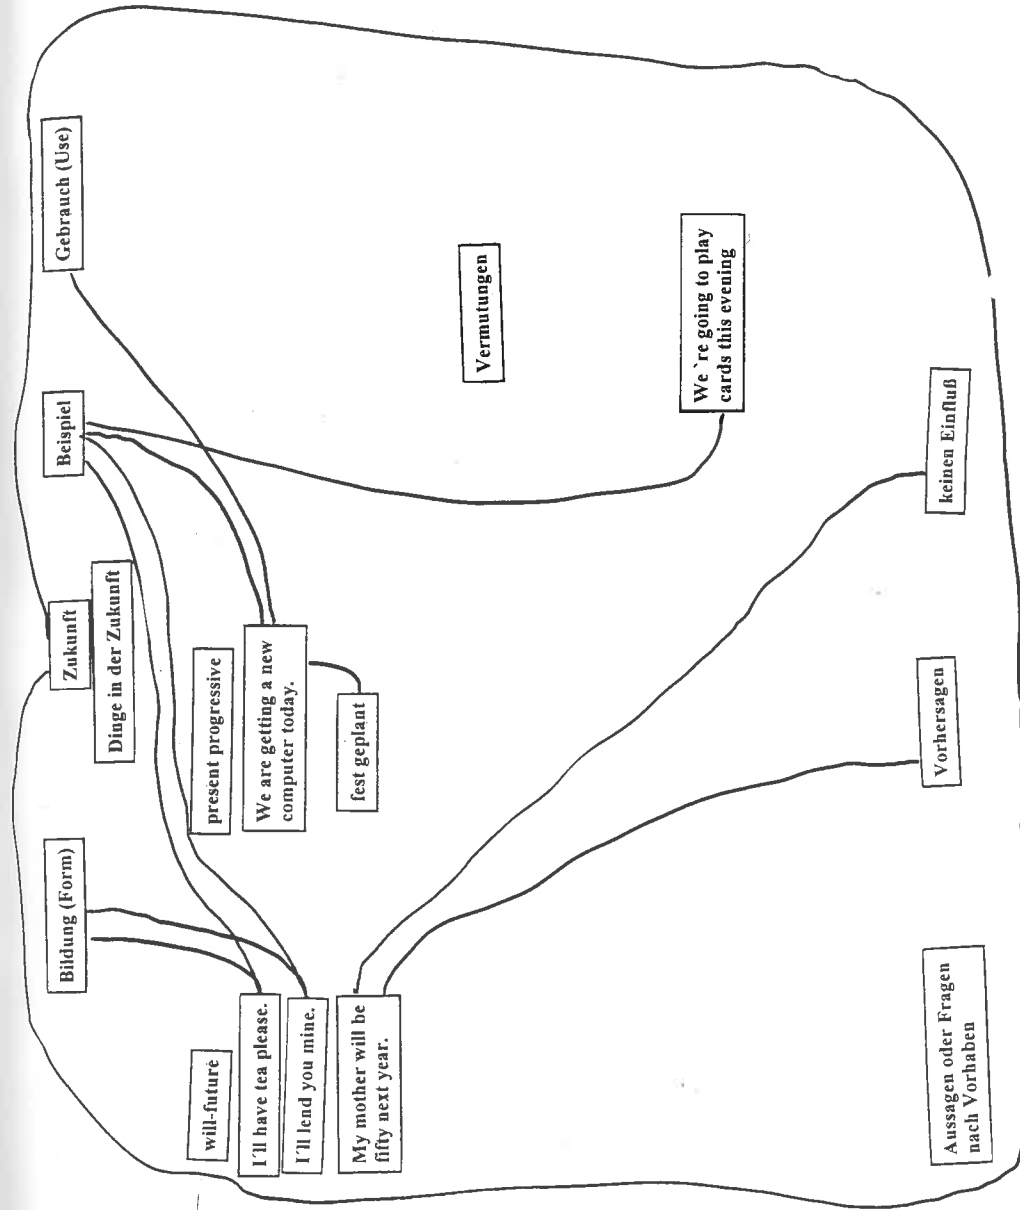 Bildung (Form)
Zukunft
Beispiel
Gebrauch (Use)
Dinge in der Zukunft
will-future
present progressive
I´ll have tea please.
I´ll lend you mine.
We are getting a new
computer today.
My mother will be
fifty next year.
fest geplant
Vermutungen
We `re going to play
cards this evening
Aussagen oder Fragen
nach Vorhaben
Vorhersagen
keinen Einfluß